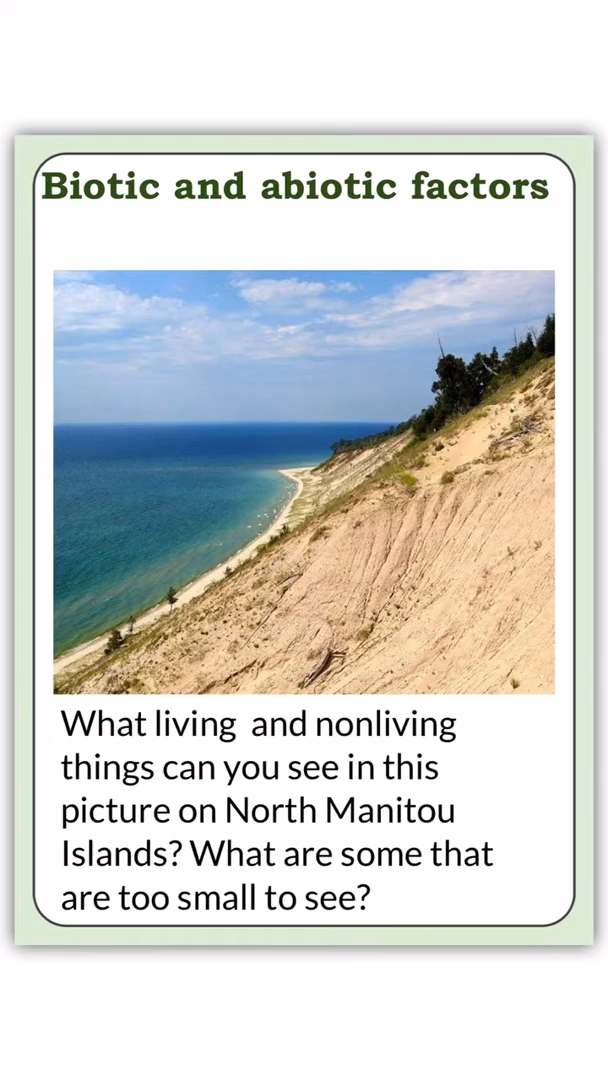 Biotic and abiotic factors
What living  and nonliving
things can you see in this
picture on North Manitou
Islands? What are some that
are too small to see?